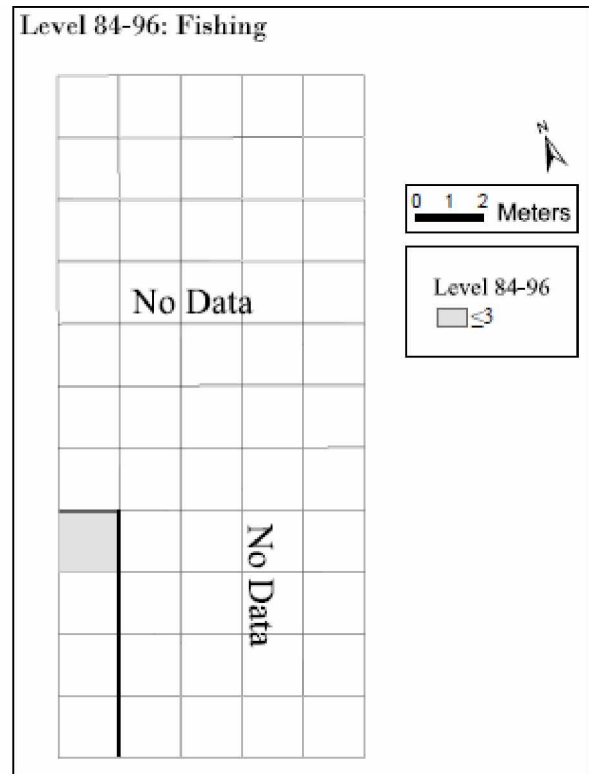 Level 84-96: Fishing
N
0 1 2 Meters
Level 84-96
≤3
No Data
No Data